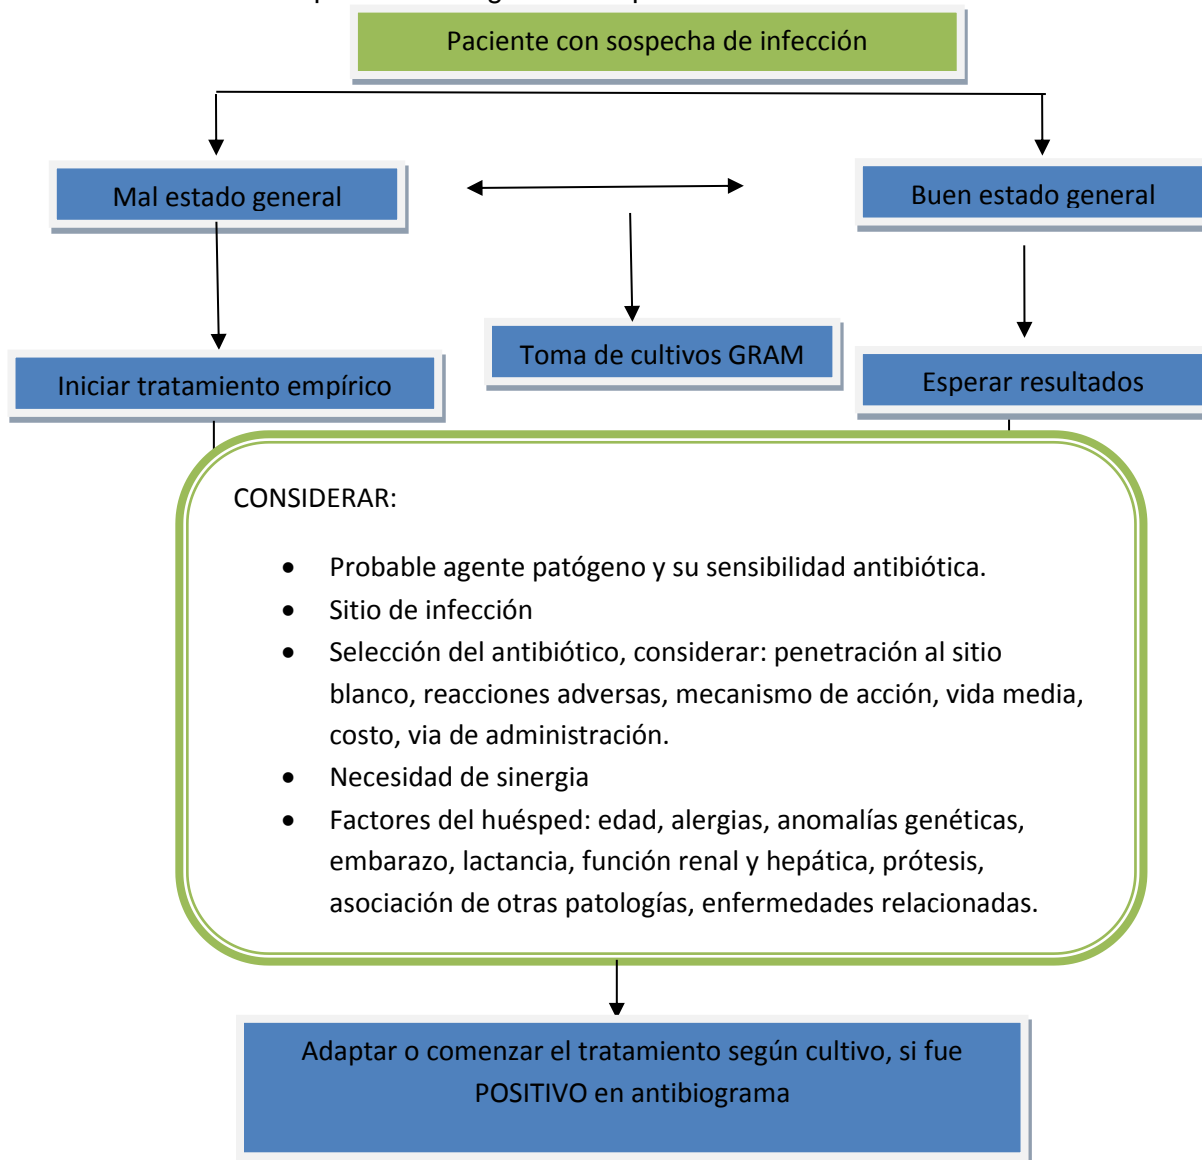 Paciente con sospecha de infección
Mal estado general
Buen estado general
Toma de cultivos GRAM
Iniciar tratamiento empírico
Esperar resultados
CONSIDERAR:
• Probable agente patógeno y su sensibilidad antibiótica.
• Sitio de infección
• Selección del antibiótico, considerar: penetración al sitio
blanco, reacciones adversas, mecanismo de acción, vida media,
costo, via de administración.
• Necesidad de sinergia
• Factores del huésped: edad, alergias, anomalías genéticas,
embarazo, lactancia, función renal y hepática, prótesis,
asociación de otras patologías, enfermedades relacionadas.
Adaptar o comenzar el tratamiento según cultivo, si fue
POSITIVO en antibiograma